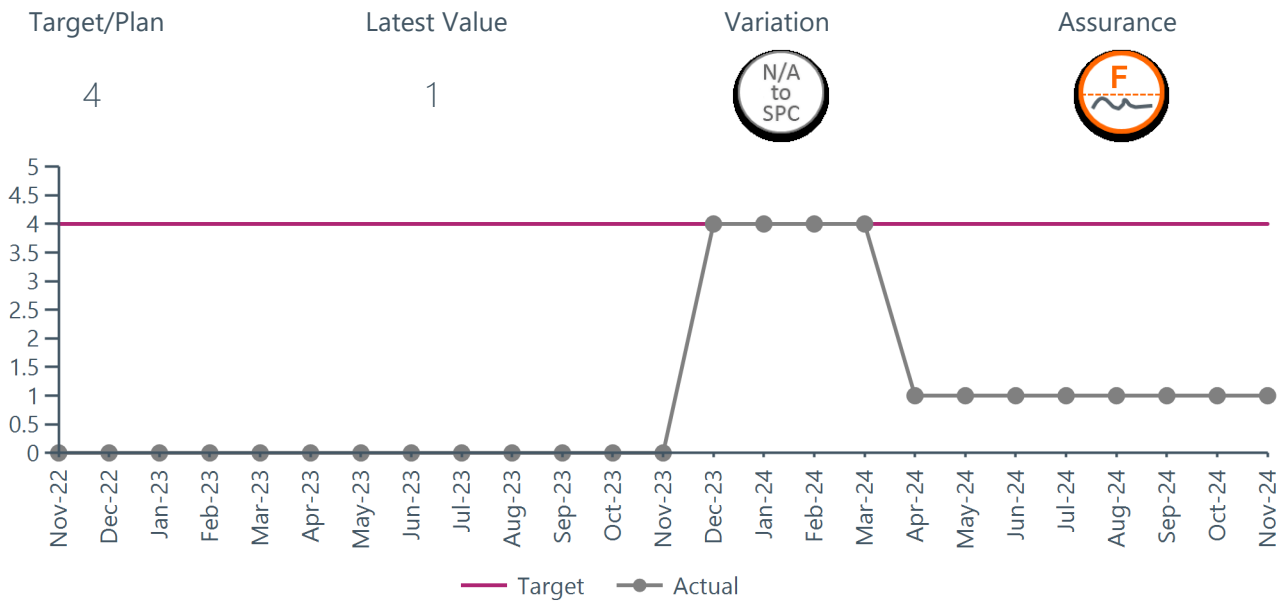 Target/Plan Latest Value Variation Assurance
4 1
N/A
to
SPC
F
5
4.5
4
3.5
3
2.5
2
1.5
1
0.5
0
Nov-22 Dec-22 Jan-23 Feb-23 Mar-23 Apr-23 May-23 Jun-23 Jul-23 Aug-23 Sep-23 Oct-23 Nov-23 Dec-23 Jan-24 Feb-24 Mar-24 Apr-24 May-24 Jun-24 Jul-24 Aug-24 Sep-24 Oct-24 Nov-24
Target Actual